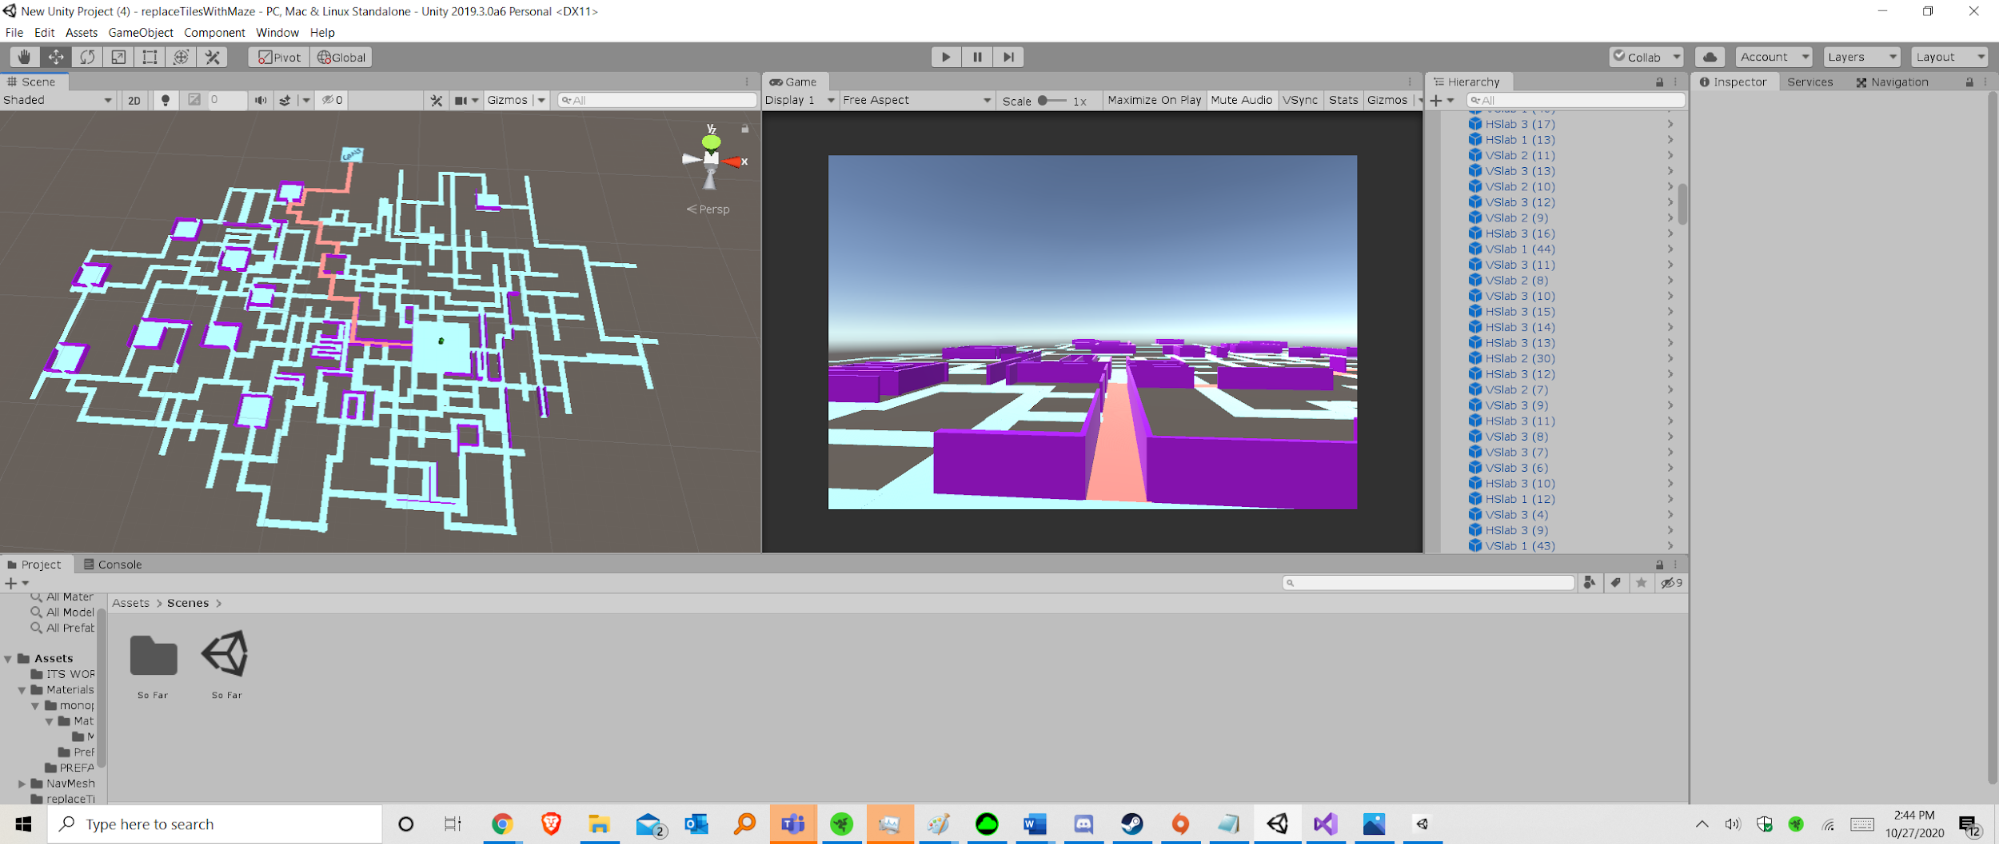 New Unity Project (4) - replaceTilesWithMaze - PC, Mac & Linux Standalone - Unity 2019.3.0a6 Personal <DX11>
File Edit Assets GameObject Component Window Help
Pivot Global Collab Account Layers Layout
Scene
Shaded 2D 0 0 Gizmos All
Y
Z
X
Persp
Game
Display 1 Free Aspect Scale 1x Maximize On Play Mute Audio VSync Stats Gizmos
Hierarchy
All
HSlab 3 (17)
HSlab 1 (13)
VSlab 2 (11)
VSlab 3 (13)
VSlab 2 (10)
VSlab 3 (12)
VSlab 2 (9)
HSlab 3 (16)
VSlab 1 (44)
VSlab 3 (11)
VSlab 2 (8)
VSlab 3 (10)
HSlab 3 (15)
HSlab 3 (14)
HSlab 3 (13)
HSlab 2 (30)
HSlab 3 (12)
VSlab 2 (7)
VSlab 3 (9)
HSlab 3 (11)
VSlab 3 (8)
VSlab 3 (7)
VSlab 3 (6)
HSlab 3 (10)
HSlab 1 (12)
VSlab 3 (4)
HSlab 3 (9)
VSlab 1 (43)
Inspector Services Navigation
Project Console
9
All Mater
All Model
All Prefab
Assets
ITS WOR
Materials
monop
Mat
M
Pref
PREFA
NavMesh
replaceTi
Assets > Scenes >
So Far So Far
Type here to search
2
2:44 PM
10/27/2020
12